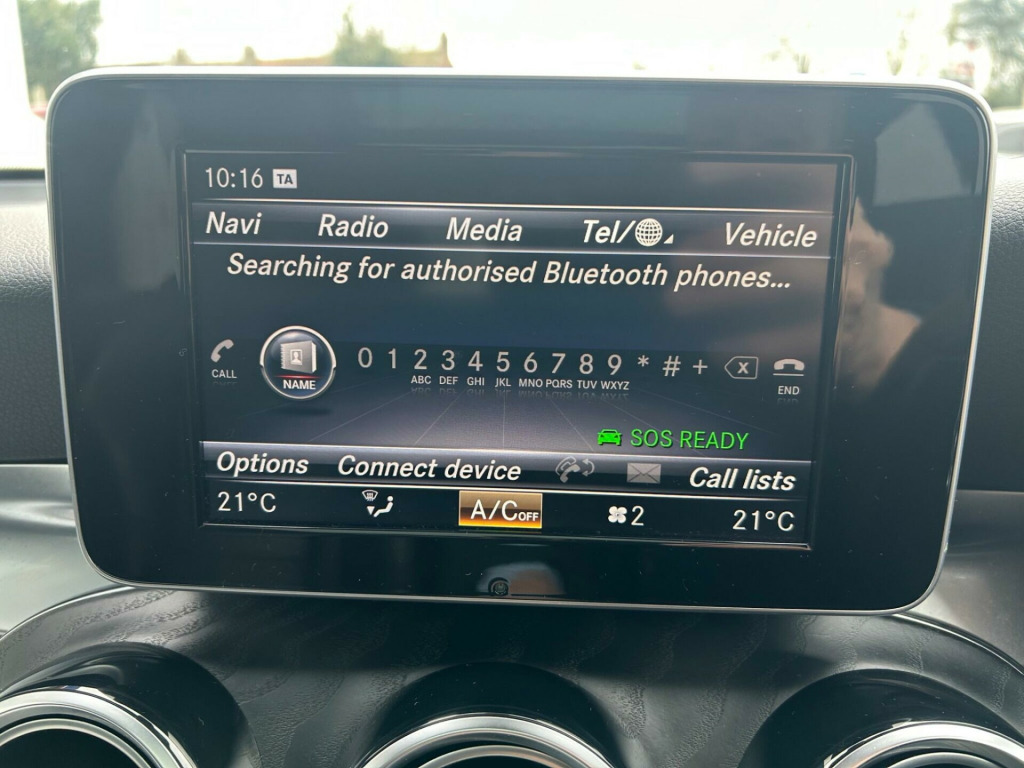 10:16 TA
Navi Radio Media Tel/ Vehicle
Searching for authorised Bluetooth phones...
CALL NAME 0 1 2 3 4 5 6 7 8 9 * # + X END
ABC DEF GHI JKL MNO PQRS TUV WXYZ
SOS READY
Options Connect device Call lists
21°C A/C OFF 2 21°C